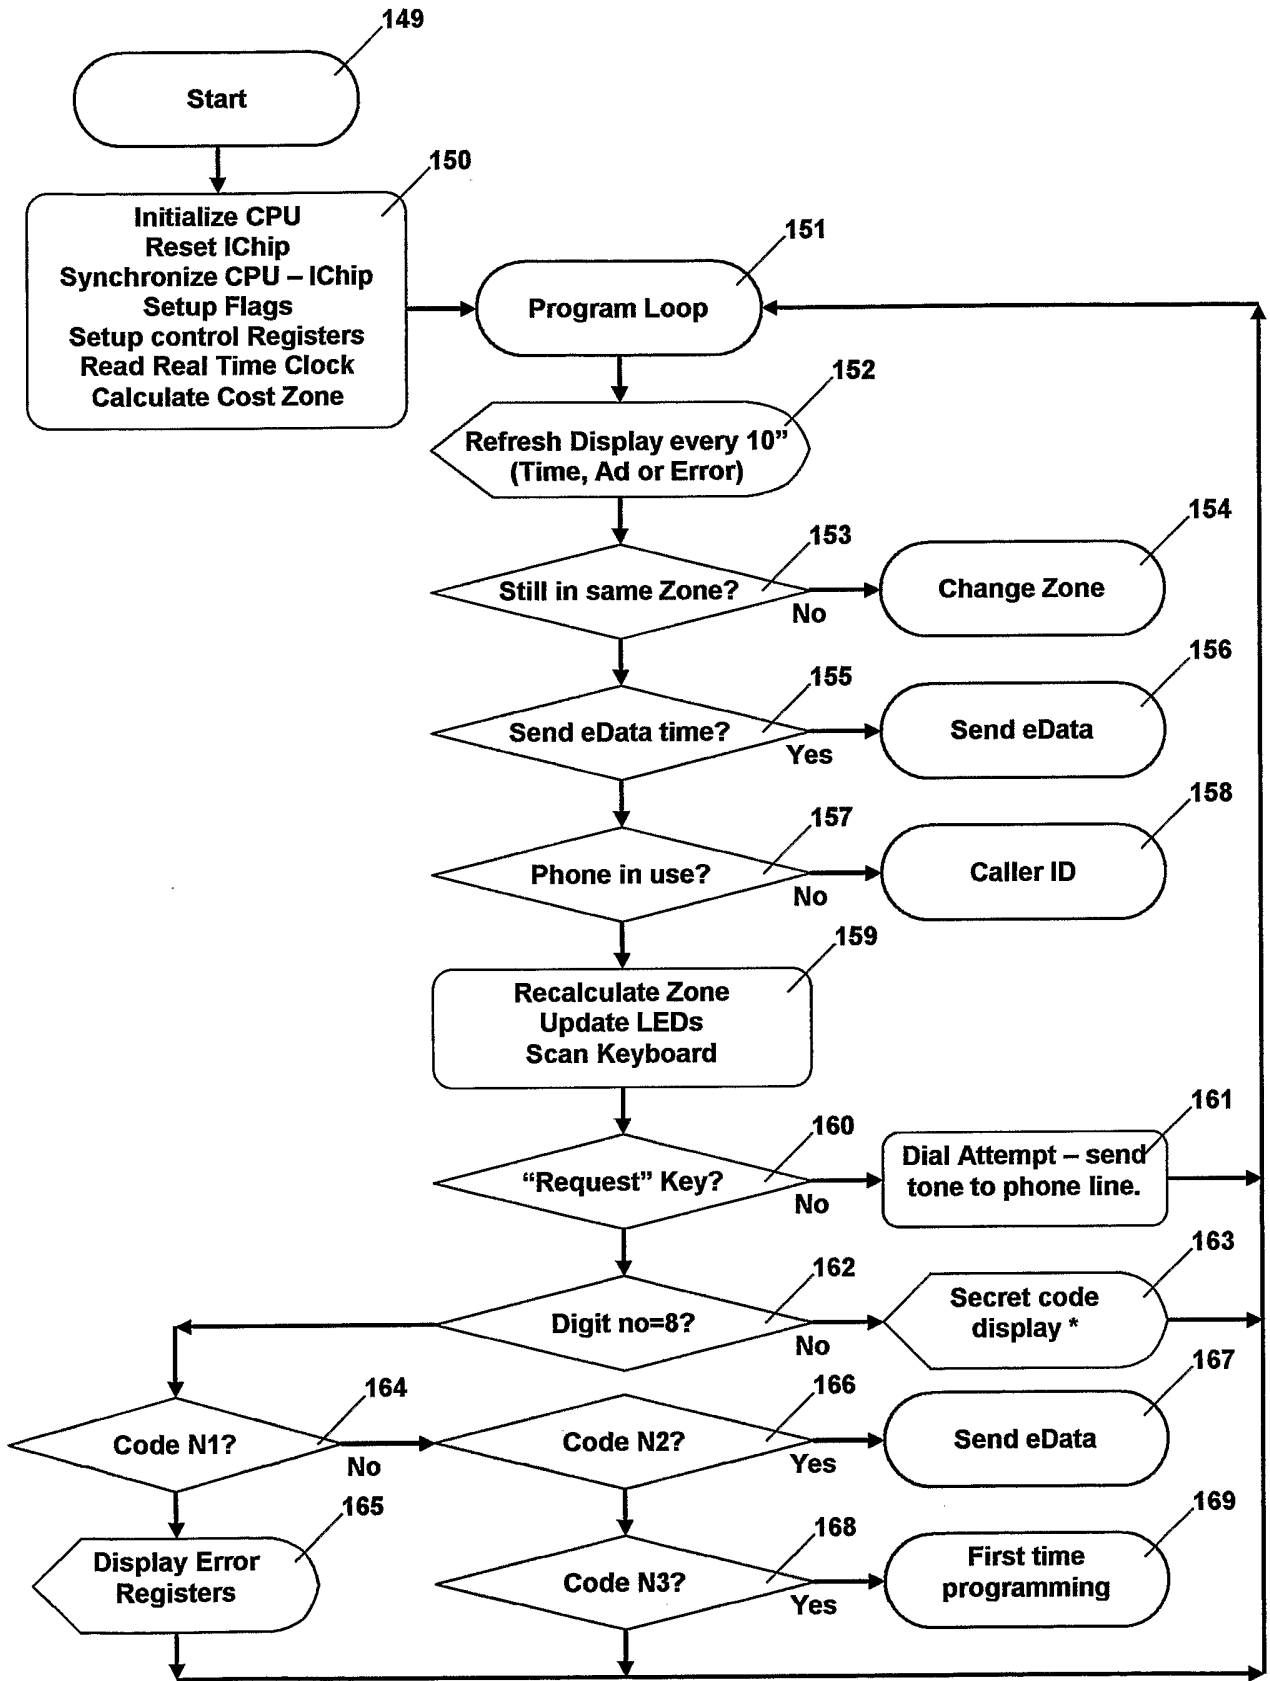 149
Start
150
Initialize CPU
Reset IChip
Synchronize CPU – IChip
Setup Flags
Setup control Registers
Read Real Time Clock
Calculate Cost Zone
151
Program Loop
152
Refresh Display every 10”
(Time, Ad or Error)
153
Still in same Zone?
No
154
Change Zone
155
Send eData time?
Yes
156
Send eData
157
Phone in use?
No
158
Caller ID
159
Recalculate Zone
Update LEDs
Scan Keyboard
160
“Request” Key?
No
161
Dial Attempt – send
tone to phone line.
162
Digit no=8?
No
163
Secret code
display *
164
Code N1?
No
165
Display Error
Registers
166
Code N2?
Yes
167
Send eData
168
Code N3?
Yes
169
First time
programming